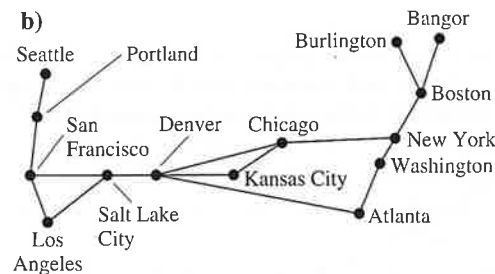 b)
Bangor
Burlington
Seattle
Portland
Boston
San
Francisco
Denver
Chicago
New York
Washington
Kansas City
Salt Lake
City
Atlanta
Los
Angeles